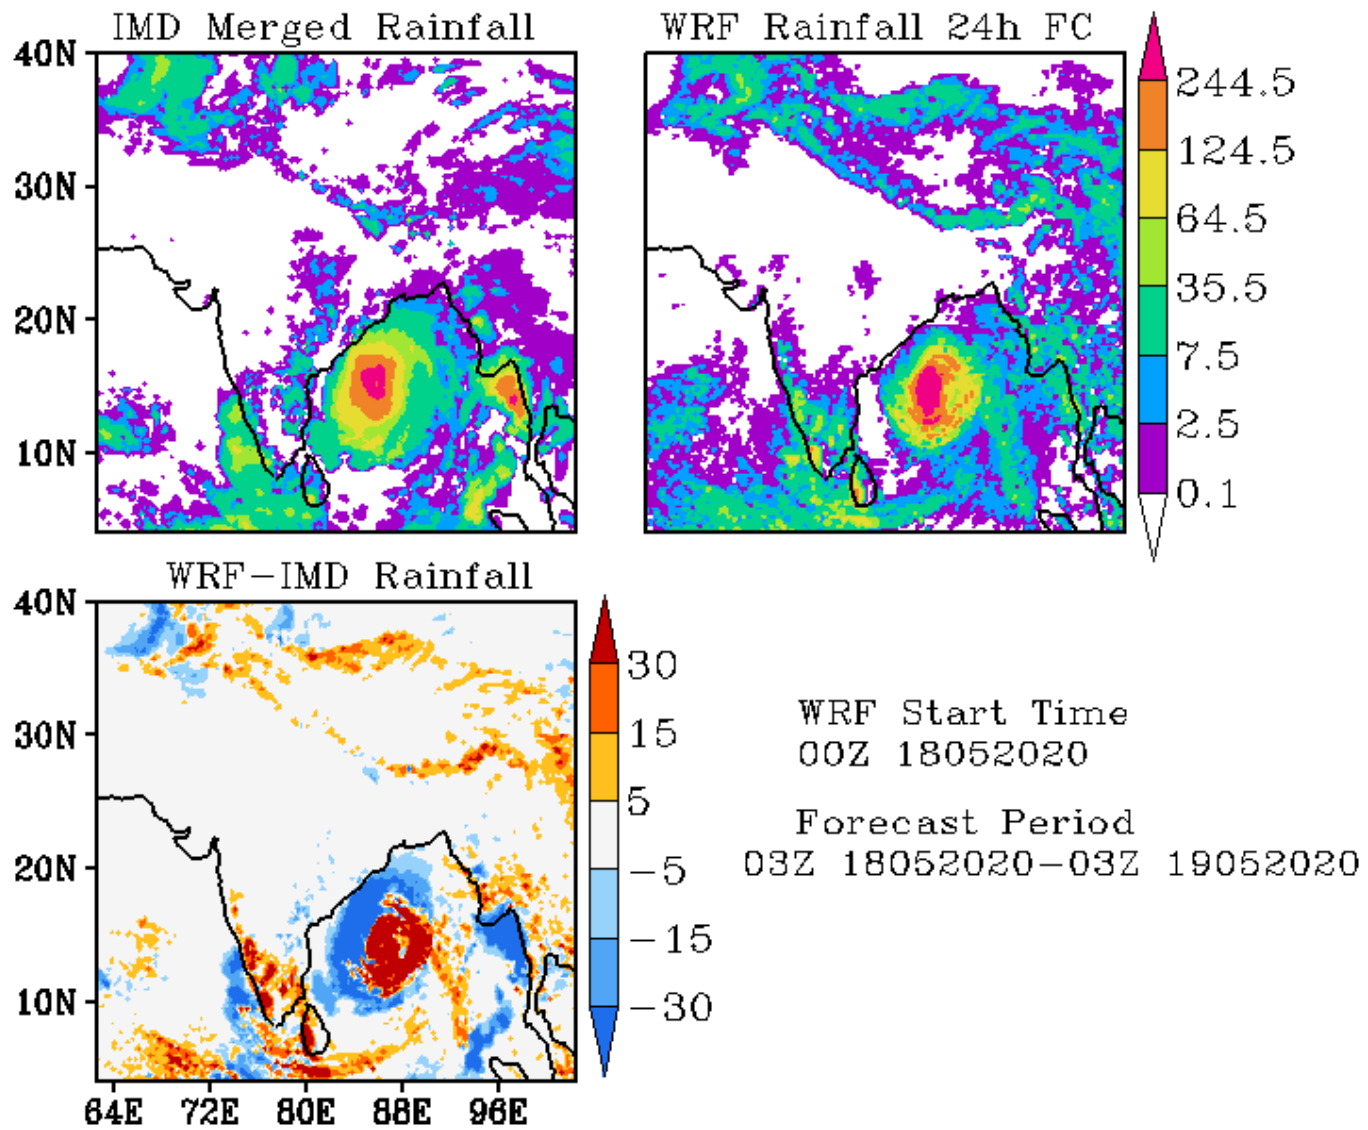 IMD Merged Rainfall
WRF Rainfall 24h FC
40N
30N
20N
10N
244.5
124.5
64.5
35.5
7.5
2.5
0.1
WRF-IMD Rainfall
40N
30N
20N
10N
64E 72E 80E 88E 96E
30
15
5
-5
-15
-30
WRF Start Time
00Z 18052020
Forecast Period
03Z 18052020-03Z 19052020